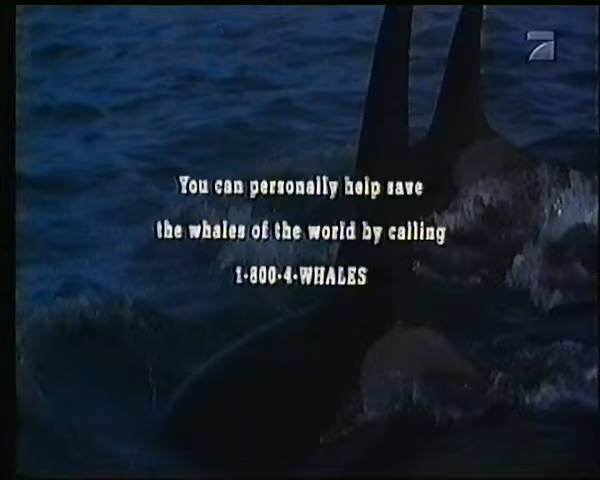 You can personally help save
the whales of the world by calling
1-800-4-WHALES